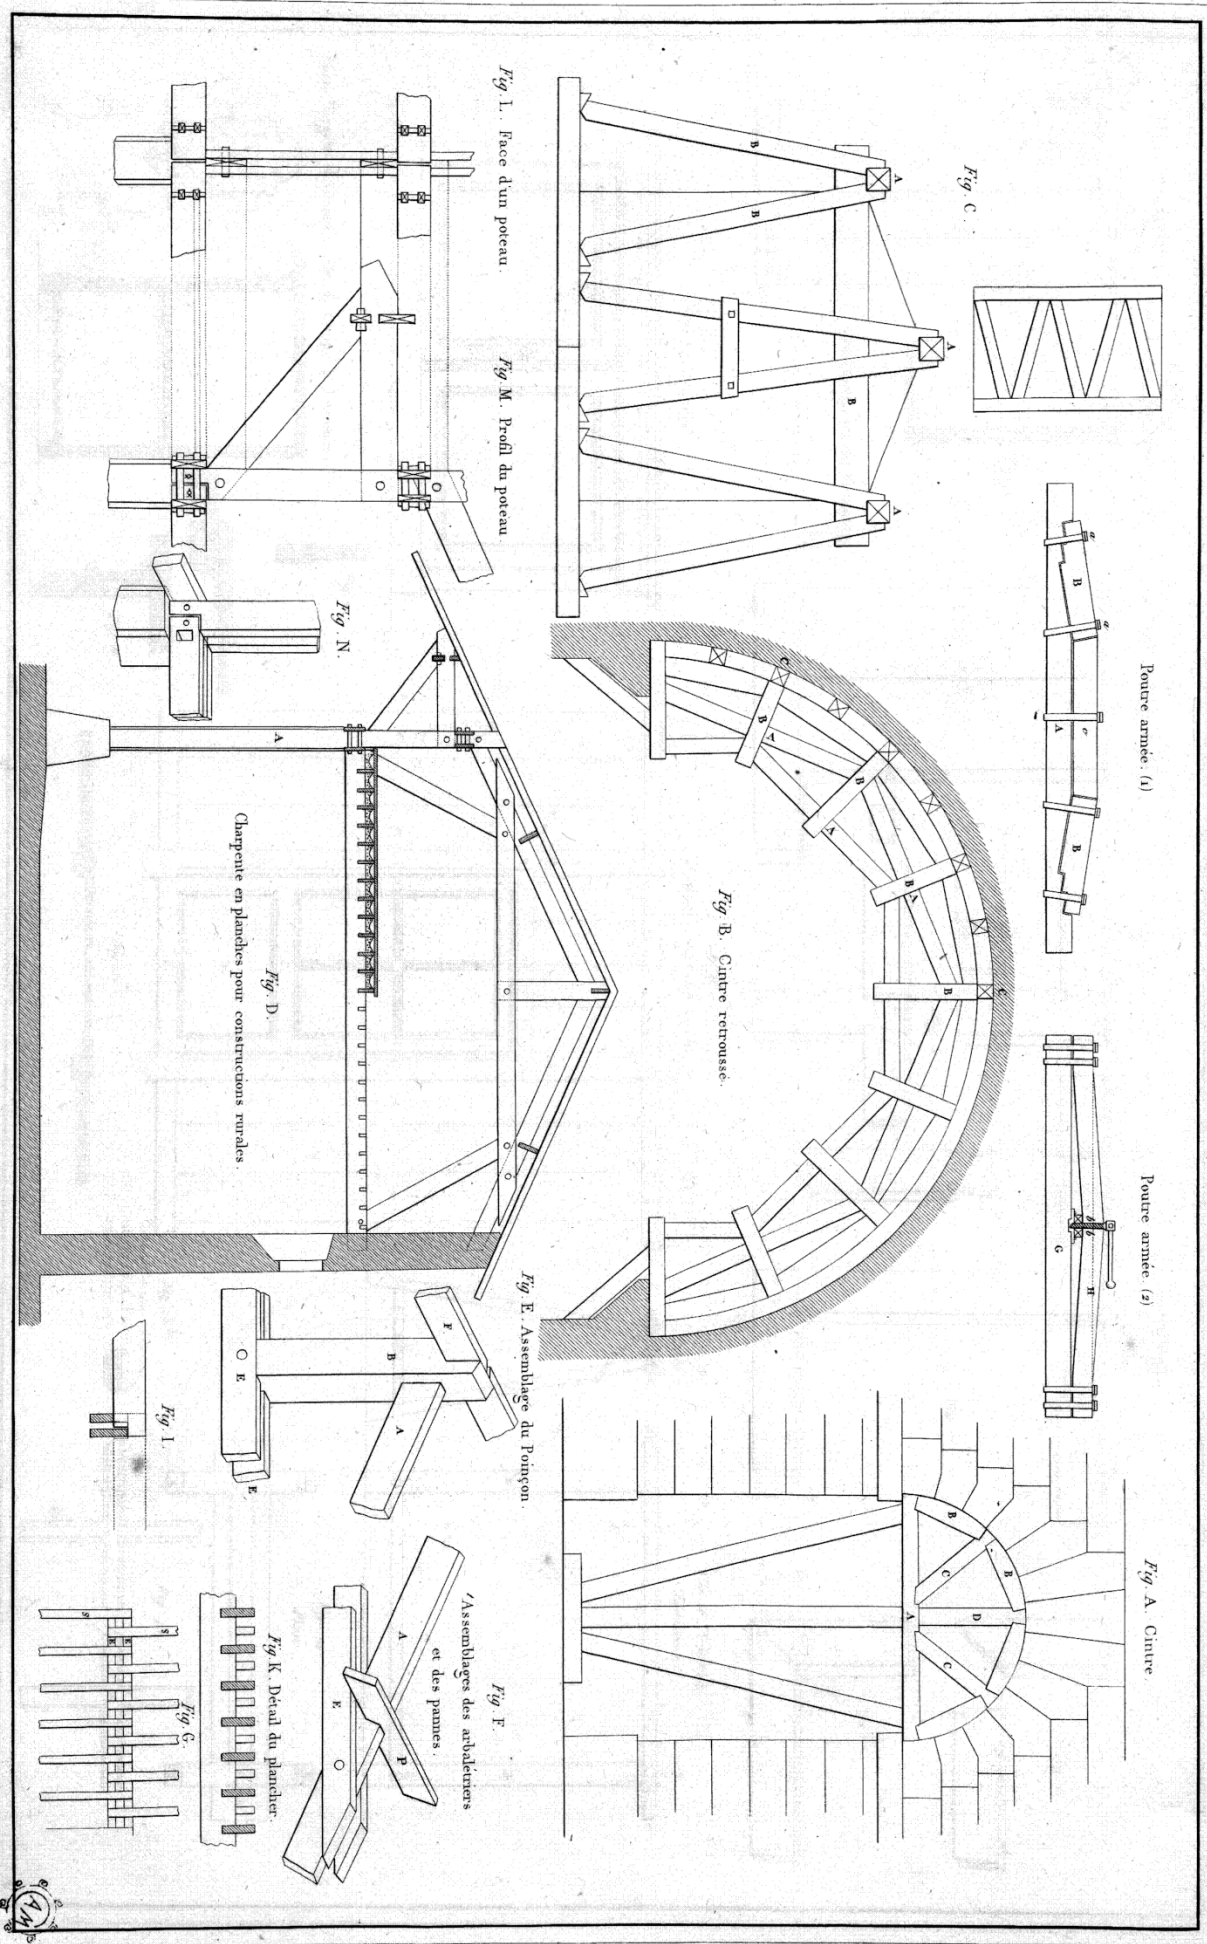 Fig. A. Cintre
B
B
C
D
A
C
Poutre armée. (1)
a
a
B
A
c
B
Poutre armée. (2)
b
b
G
H
Fig. C.
A
A
A
B
B
B
Fig. B. Cintre retroussé.
C
C
B
B
B
B
A
A
A
Fig. L. Face d'un poteau.
Fig. M. Profil du poteau
Fig. N.
Fig. D.
Charpente en planches pour constructions rurales.
A
Fig. E. Assemblage du Poinçon.
F
B
A
E
E
Fig. F.
Assemblages des arbalétriers
et des pannes.
A
E
P
Fig. I.
Fig. K. Détail du plancher.
Fig. G.
S
S
AM